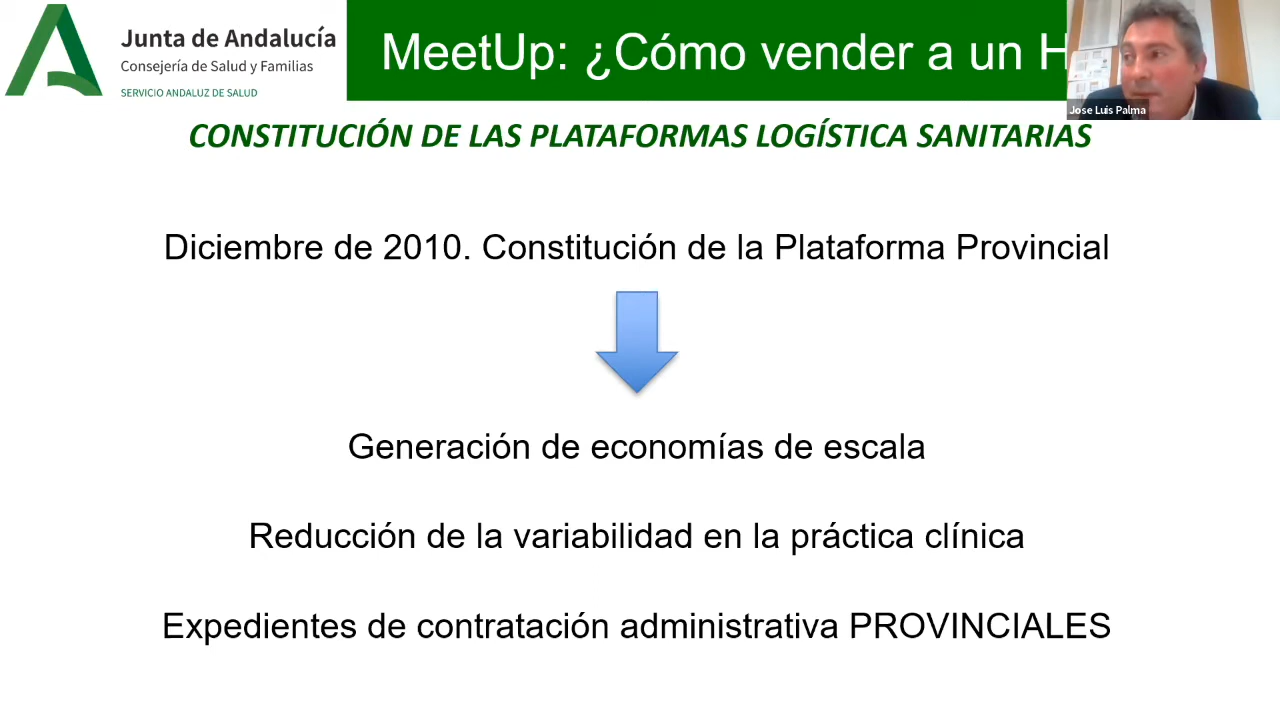 Junta de Andalucía
Consejería de Salud y Familias
SERVICIO ANDALUZ DE SALUD
MeetUp: ¿Cómo vender a un H
Jose Luis Palma
CONSTITUCIÓN DE LAS PLATAFORMAS LOGÍSTICA SANITARIAS
Diciembre de 2010. Constitución de la Plataforma Provincial
Generación de economías de escala
Reducción de la variabilidad en la práctica clínica
Expedientes de contratación administrativa PROVINCIALES